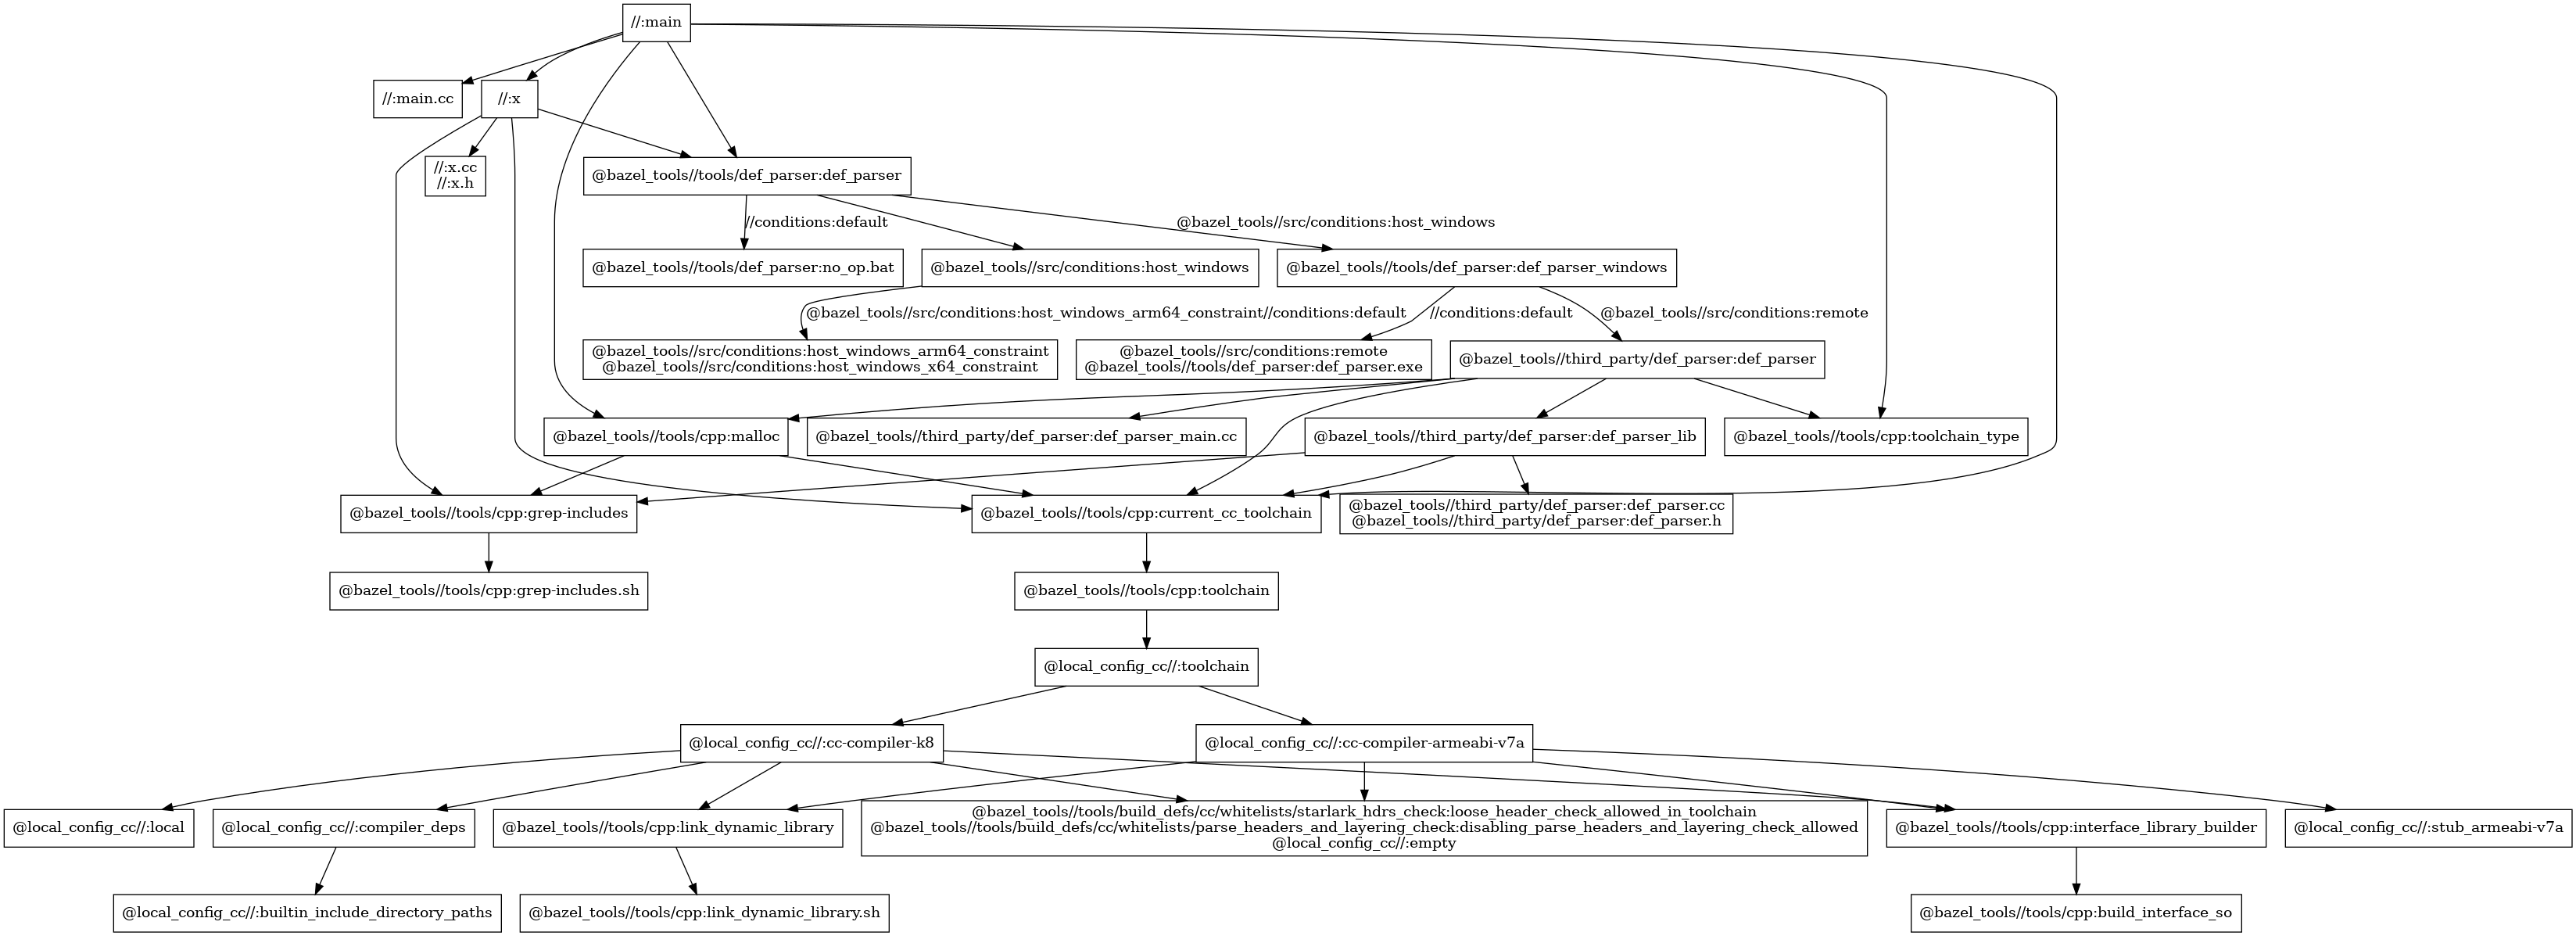 //:main
//:main.cc
//:x
//:x.cc
//:x.h
@bazel_tools//tools/def_parser:def_parser
//conditions:default
@bazel_tools//src/conditions:host_windows
@bazel_tools//tools/def_parser:no_op.bat
@bazel_tools//src/conditions:host_windows
@bazel_tools//tools/def_parser:def_parser_windows
@bazel_tools//src/conditions:host_windows_arm64_constraint//conditions:default
//conditions:default
@bazel_tools//src/conditions:remote
@bazel_tools//src/conditions:host_windows_arm64_constraint
@bazel_tools//src/conditions:host_windows_x64_constraint
@bazel_tools//src/conditions:remote
@bazel_tools//tools/def_parser:def_parser.exe
@bazel_tools//third_party/def_parser:def_parser
@bazel_tools//tools/cpp:malloc
@bazel_tools//third_party/def_parser:def_parser_main.cc
@bazel_tools//third_party/def_parser:def_parser_lib
@bazel_tools//tools/cpp:toolchain_type
@bazel_tools//tools/cpp:grep-includes
@bazel_tools//tools/cpp:current_cc_toolchain
@bazel_tools//third_party/def_parser:def_parser.cc
@bazel_tools//third_party/def_parser:def_parser.h
@bazel_tools//tools/cpp:grep-includes.sh
@bazel_tools//tools/cpp:toolchain
@local_config_cc//:toolchain
@local_config_cc//:cc-compiler-k8
@local_config_cc//:cc-compiler-armeabi-v7a
@local_config_cc//:local
@local_config_cc//:compiler_deps
@bazel_tools//tools/cpp:link_dynamic_library
@bazel_tools//tools/build_defs/cc/whitelists/starlark_hdrs_check:loose_header_check_allowed_in_toolchain
@bazel_tools//tools/build_defs/cc/whitelists/parse_headers_and_layering_check:disabling_parse_headers_and_layering_check_allowed
@local_config_cc//:empty
@bazel_tools//tools/cpp:interface_library_builder
@local_config_cc//:stub_armeabi-v7a
@local_config_cc//:builtin_include_directory_paths
@bazel_tools//tools/cpp:link_dynamic_library.sh
@bazel_tools//tools/cpp:build_interface_so